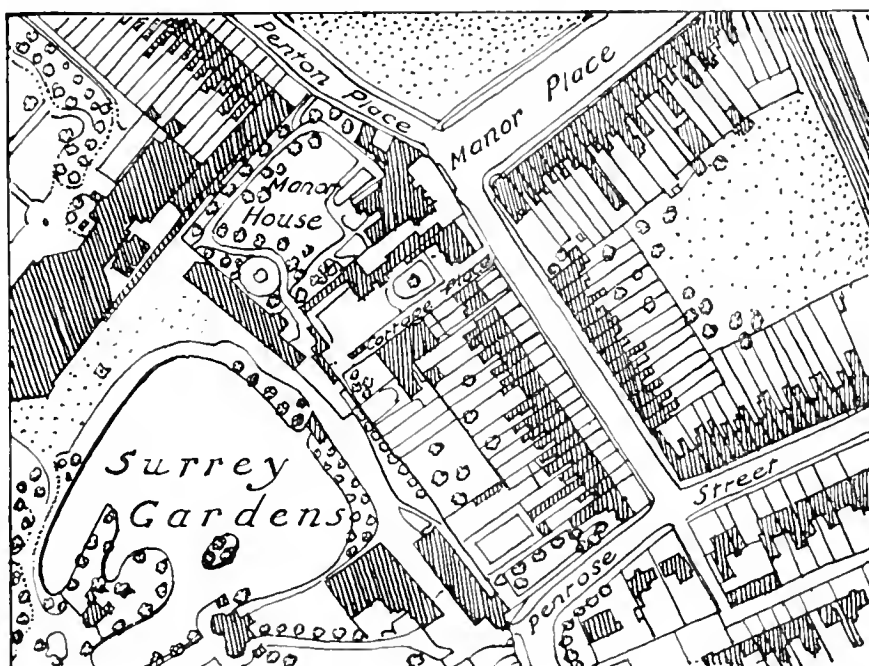 Penton Place
Manor Place
Manor
House
Cottage Place
Surrey
Gardens
Penrose Street